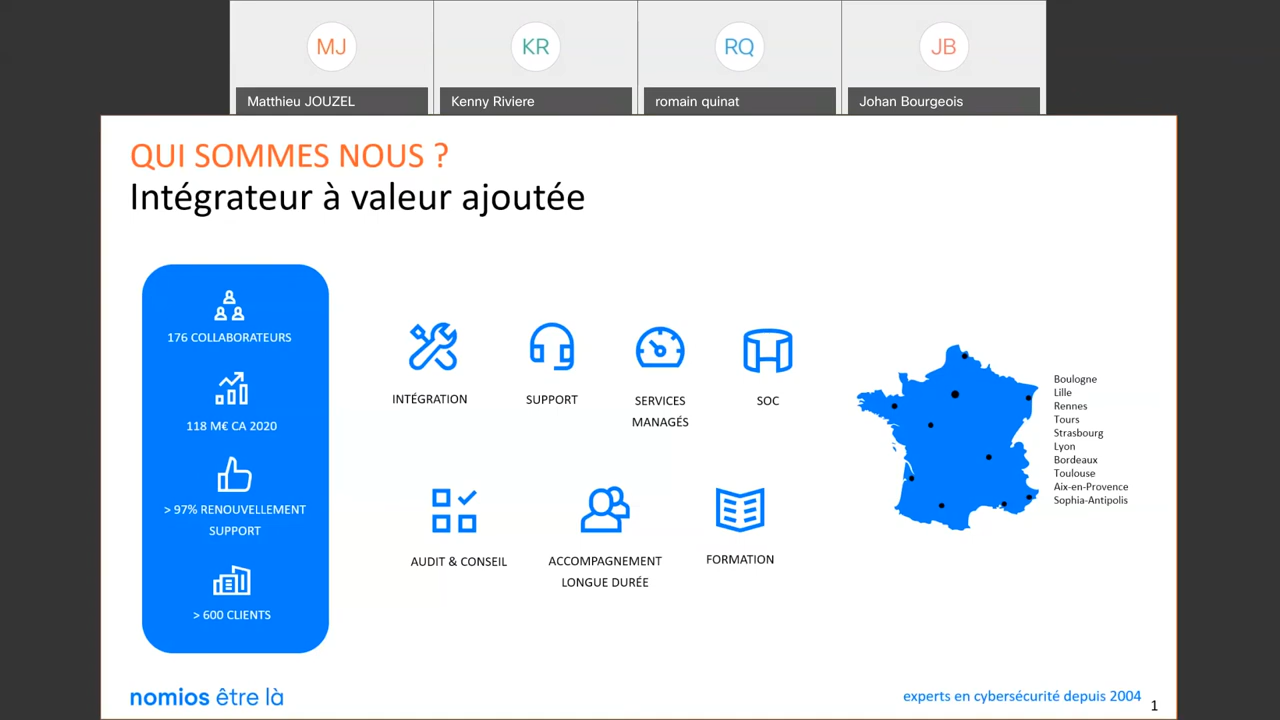 MJ
KR
RQ
JB
Matthieu JOUZEL
Kenny Riviere
romain quinat
Johan Bourgeois
QUI SOMMES NOUS ?
Intégrateur à valeur ajoutée
176 COLLABORATEURS
118 M€ CA 2020
> 97% RENOUVELLEMENT
SUPPORT
> 600 CLIENTS
INTÉGRATION
SUPPORT
SERVICES
MANAGÉS
SOC
AUDIT & CONSEIL
ACCOMPAGNEMENT
LONGUE DURÉE
FORMATION
Boulogne
Lille
Rennes
Tours
Strasbourg
Lyon
Bordeaux
Toulouse
Aix-en-Provence
Sophia-Antipolis
nomios être là
experts en cybersécurité depuis 2004
1